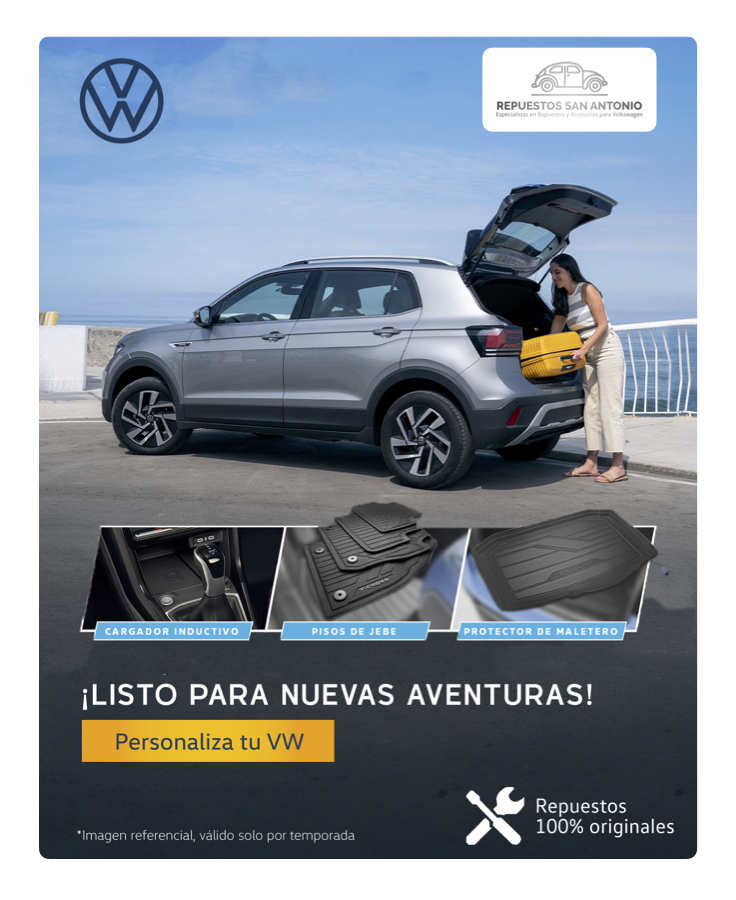 REPUESTOS SAN ANTONIO
Especialistas en Repuestos y Accesorios para Volkswagen
T-CROSS
CARGADOR INDUCTIVO
PISOS DE JEBE
PROTECTOR DE MALETERO
¡LISTO PARA NUEVAS AVENTURAS!
Personaliza tu VW
Repuestos
100% originales
*Imagen referencial, válido solo por temporada